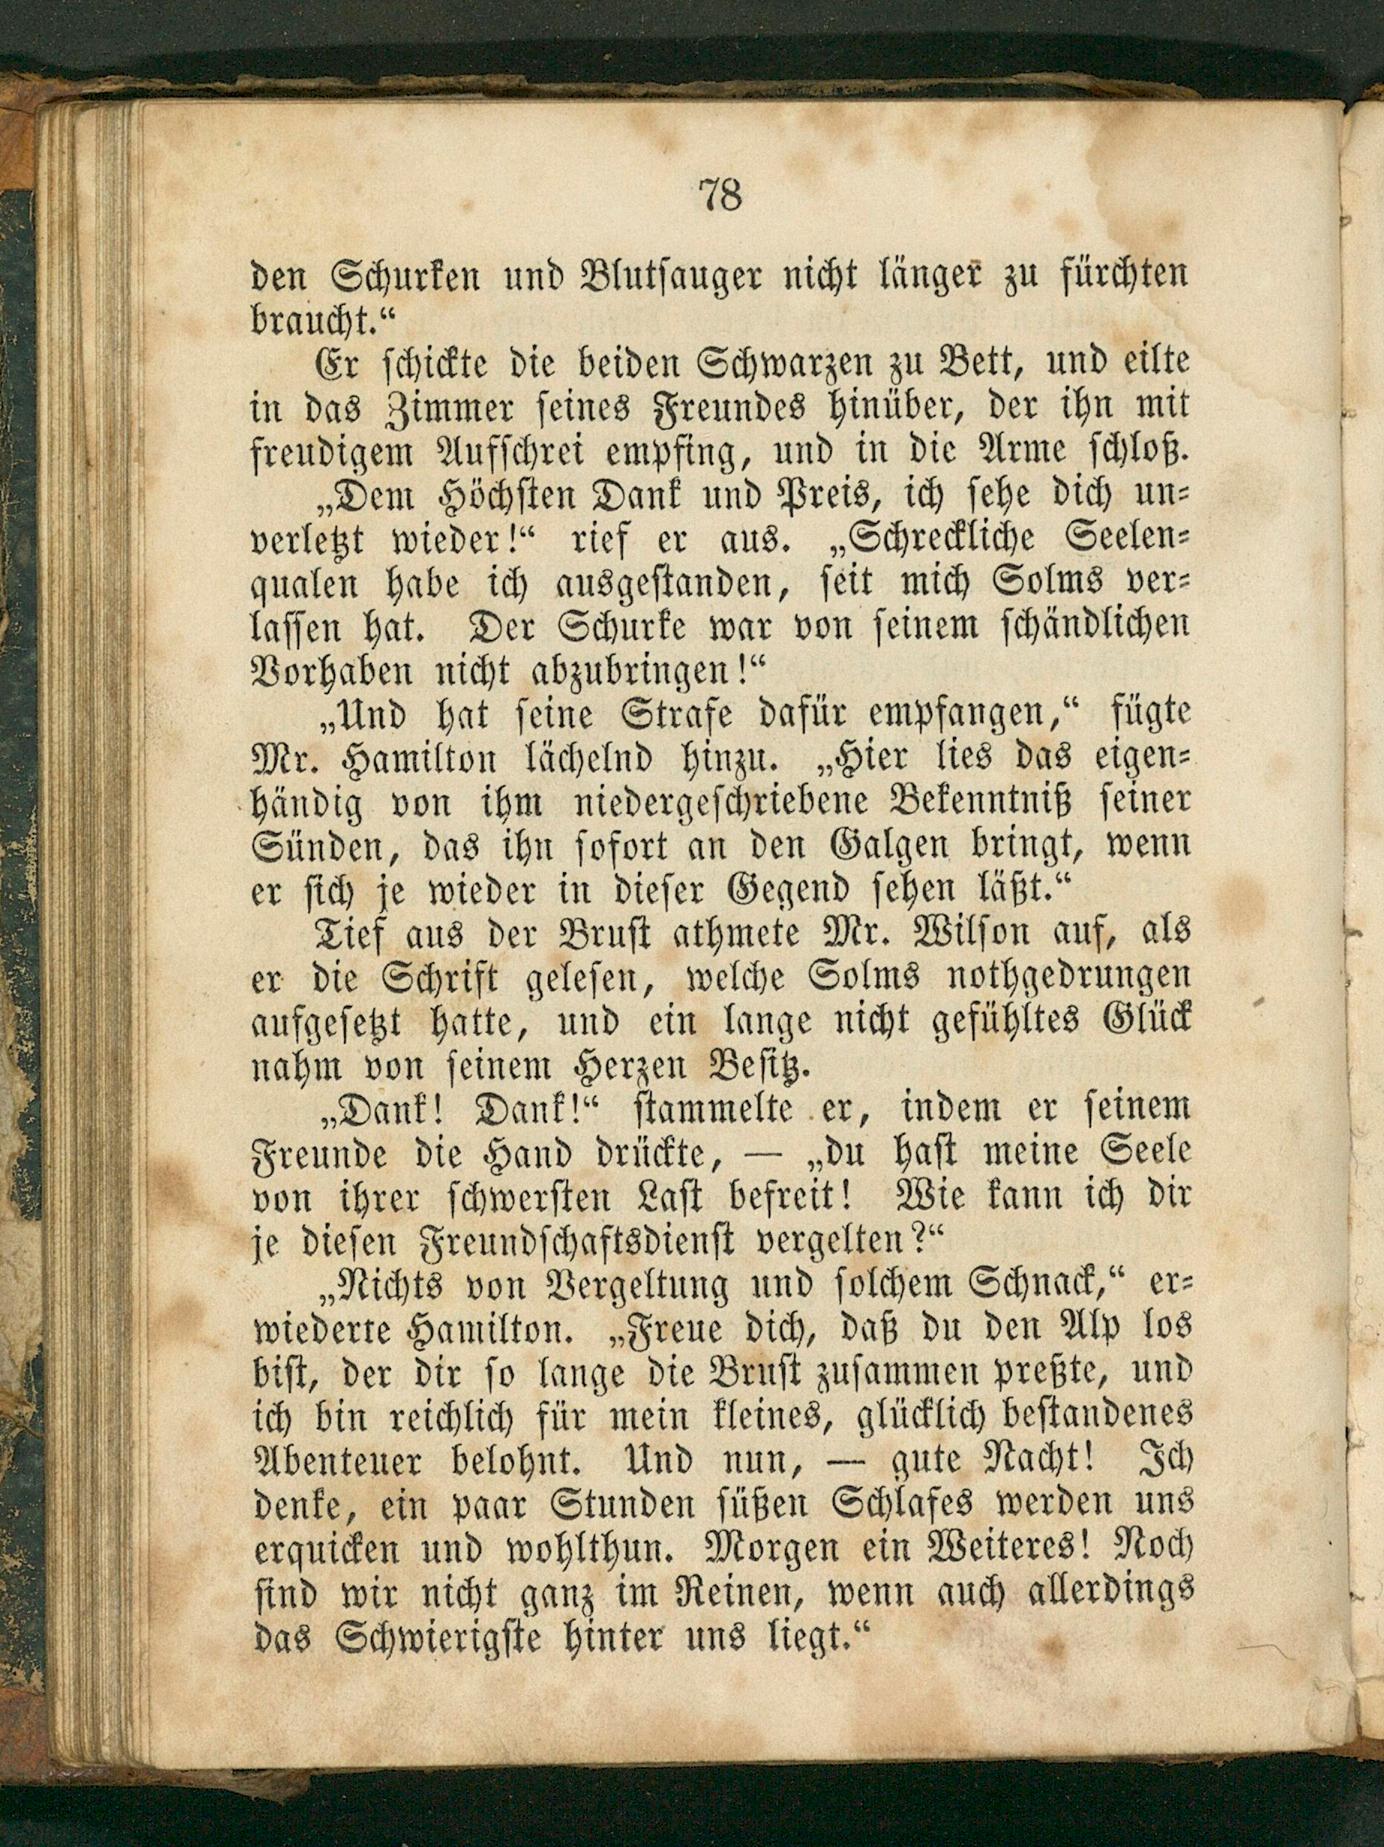 78
den Schurken und Blutsauger nicht länger zu fürchten
braucht.“
Er schickte die beiden Schwarzen zu Bett, und eilte
in das Zimmer seines Freundes hinüber, der ihn mit
freudigem Aufschrei empfing, und in die Arme schloß.
„Dem Höchsten Dank und Preis, ich sehe dich un-
verletzt wieder!“ rief er aus. „Schreckliche Seelen-
qualen habe ich ausgestanden, seit mich Solms ver-
lassen hat. Der Schurke war von seinem schändlichen
Vorhaben nicht abzubringen!“
„Und hat seine Strafe dafür empfangen,“ fügte
Mr. Hamilton lächelnd hinzu. „Hier lies das eigen-
händig von ihm niedergeschriebene Bekenntniß seiner
Sünden, das ihn sofort an den Galgen bringt, wenn
er sich je wieder in dieser Gegend sehen läßt.“
Tief aus der Brust athmete Mr. Wilson auf, als
er die Schrift gelesen, welche Solms nothgedrungen
aufgesetzt hatte, und ein lange nicht gefühltes Glück
nahm von seinem Herzen Besitz.
„Dank! Dank!“ stammelte er, indem er seinem
Freunde die Hand drückte, — „du hast meine Seele
von ihrer schwersten Last befreit! Wie kann ich dir
je diesen Freundschaftsdienst vergelten?“
„Nichts von Vergeltung und solchem Schnack,“ er-
wiederte Hamilton. „Freue dich, daß du den Alp los
bist, der dir so lange die Brust zusammen preßte, und
ich bin reichlich für mein kleines, glücklich bestandenes
Abenteuer belohnt. Und nun, — gute Nacht! Ich
denke, ein paar Stunden süßen Schlafes werden uns
erquicken und wohlthun. Morgen ein Weiteres! Noch
sind wir nicht ganz im Reinen, wenn auch allerdings
das Schwierigste hinter uns liegt.“